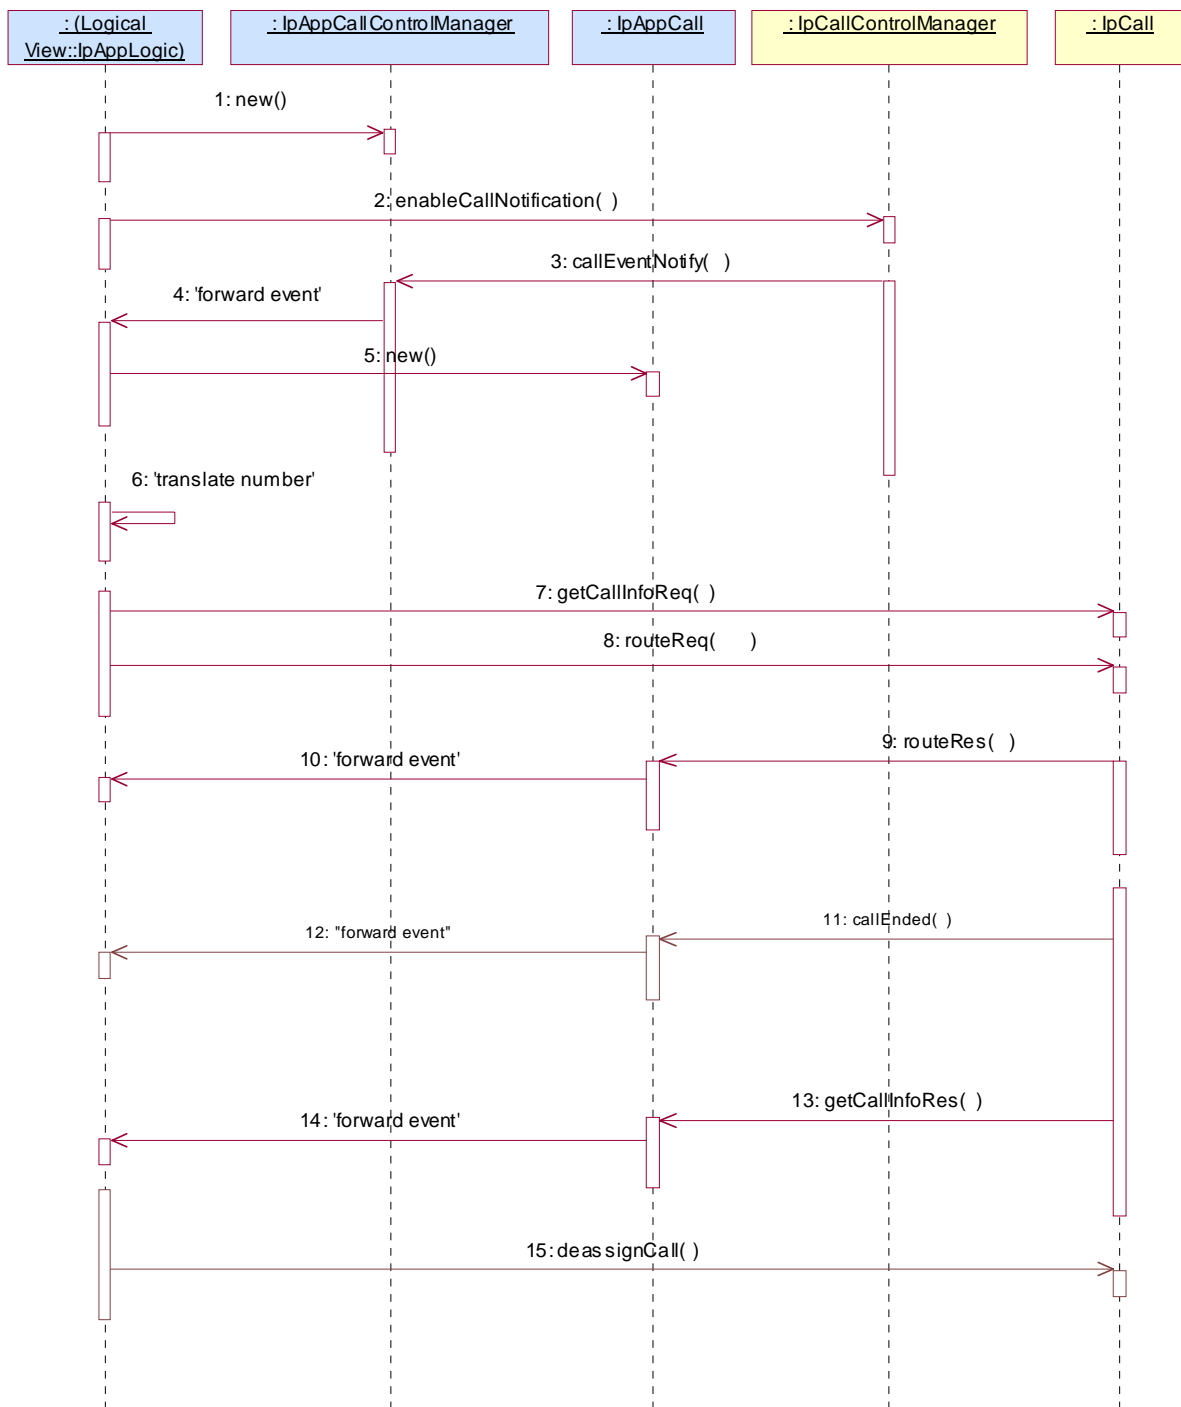 : (Logical
View::IpAppLogic)
: IpAppCallControlManager
: IpAppCall
: IpCallControlManager
: IpCall
1: new()
2: enableCallNotification( )
3: callEventNotify( )
4: 'forward event'
5: new()
6: 'translate number'
7: getCallInfoReq( )
8: routeReq( )
9: routeRes( )
10: 'forward event'
11: callEnded( )
12: "forward event"
13: getCallInfoRes( )
14: 'forward event'
15: deassignCall( )